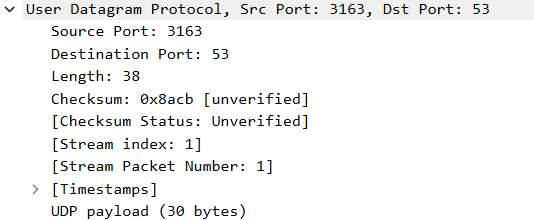 User Datagram Protocol, Src Port: 3163, Dst Port: 53
Source Port: 3163
Destination Port: 53
Length: 38
Checksum: 0x8acb [unverified]
[Checksum Status: Unverified]
[Stream index: 1]
[Stream Packet Number: 1]
[Timestamps]
UDP payload (30 bytes)